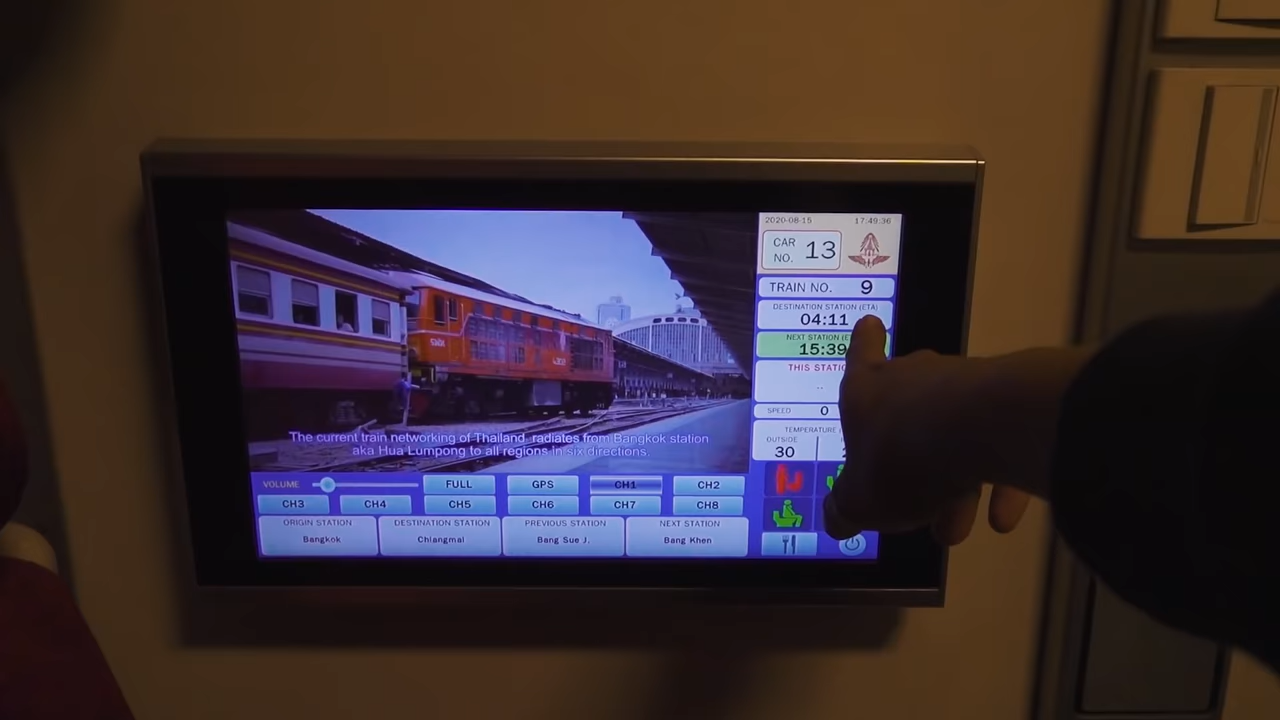 2020-08-15 17:49:36
CAR NO. 13
TRAIN NO. 9
DESTINATION STATION (ETA)
04:11
NEXT STATION
15:39
THIS
--
SPEED 0
TEMPERATURE
OUTSIDE
30
The current train networking of Thailand radiates from Bangkok station
aka Hua Lumpong to all regions in six directions.
VOLUME FULL GPS CH1 CH2
CH3 CH4 CH5 CH6 CH7 CH8
ORIGIN STATION DESTINATION STATION PREVIOUS STATION NEXT STATION
Bangkok Chiangmai Bang Sue J. Bang Khen